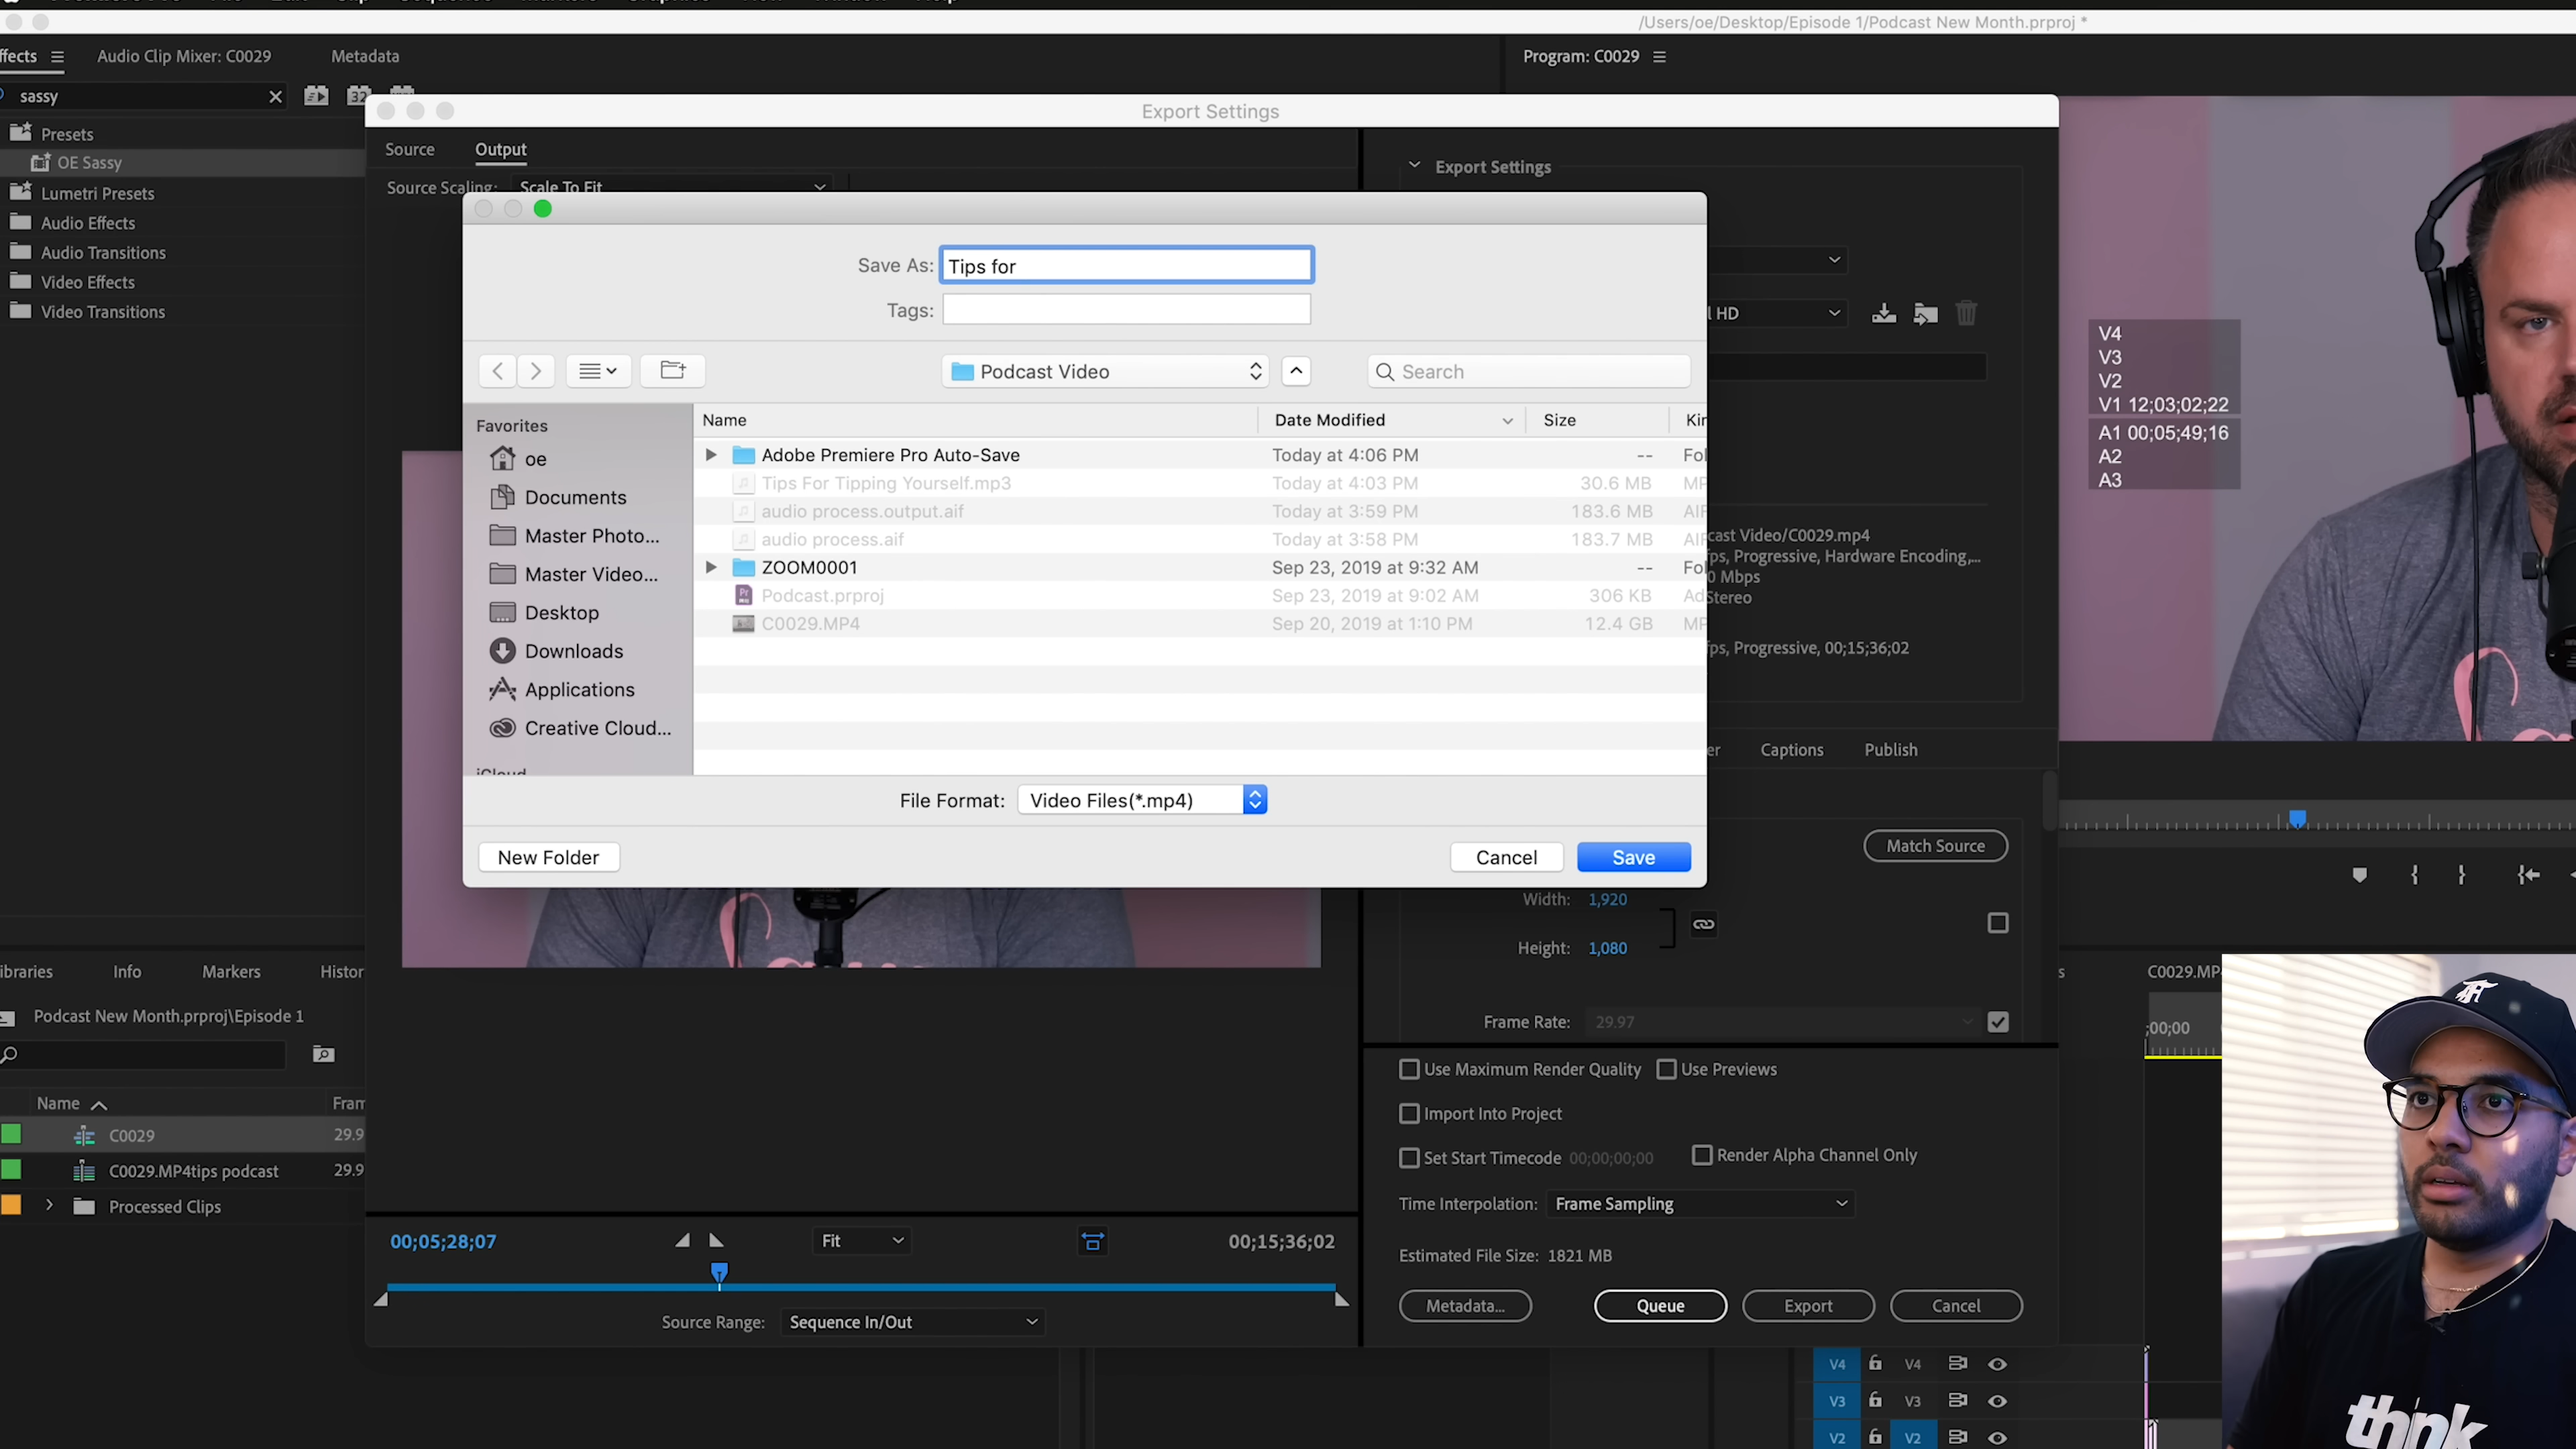 /Users/oe/Desktop/Episode 1/Podcast New Month.prproj *
Audio Clip Mixer: C0029
Metadata
Program: C0029
sassy
Export Settings
Presets
OE Sassy
Lumetri Presets
Audio Effects
Audio Transitions
Video Effects
Video Transitions
Source
Output
Source Scaling:
Scale To Fit
Export Settings
Save As:
Tips for
Tags:
Podcast Video
Search
HD
V4
V3
V2
V1 12;03;02;22
A1 00;05;49;16
A2
A3
Favorites
oe
Documents
Master Photo...
Master Video...
Desktop
Downloads
Applications
Creative Cloud...
iCloud
Name
Date Modified
Size
Adobe Premiere Pro Auto-Save
Today at 4:06 PM
--
Tips For Tipping Yourself.mp3
Today at 4:03 PM
30.6 MB
audio process.output.aif
Today at 3:59 PM
183.6 MB
audio process.aif
Today at 3:58 PM
183.7 MB
ZOOM0001
Sep 23, 2019 at 9:32 AM
--
Podcast.prproj
Sep 23, 2019 at 9:02 AM
306 KB
C0029.MP4
Sep 20, 2019 at 1:10 PM
12.4 GB
cast Video/C0029.mp4
fps, Progressive, Hardware Encoding,...
0 Mbps
Stereo
fps, Progressive, 00;15;36;02
Captions
Publish
File Format:
Video Files(*.mp4)
New Folder
Cancel
Save
Match Source
Width:
1,920
Height:
1,080
Frame Rate:
29.97
Info
Markers
Histor
Podcast New Month.prproj\Episode 1
Name
Fram
C0029
29.9
C0029.MP4tips podcast
29.9
Processed Clips
C0029.MP
;00;00
Use Maximum Render Quality
Use Previews
Import Into Project
Set Start Timecode
00;00;00;00
Render Alpha Channel Only
Time Interpolation:
Frame Sampling
Estimated File Size:
1821 MB
Metadata...
Queue
Export
Cancel
00;05;28;07
Fit
00;15;36;02
Source Range:
Sequence In/Out
V4
V4
V3
V3
V2
V2
think